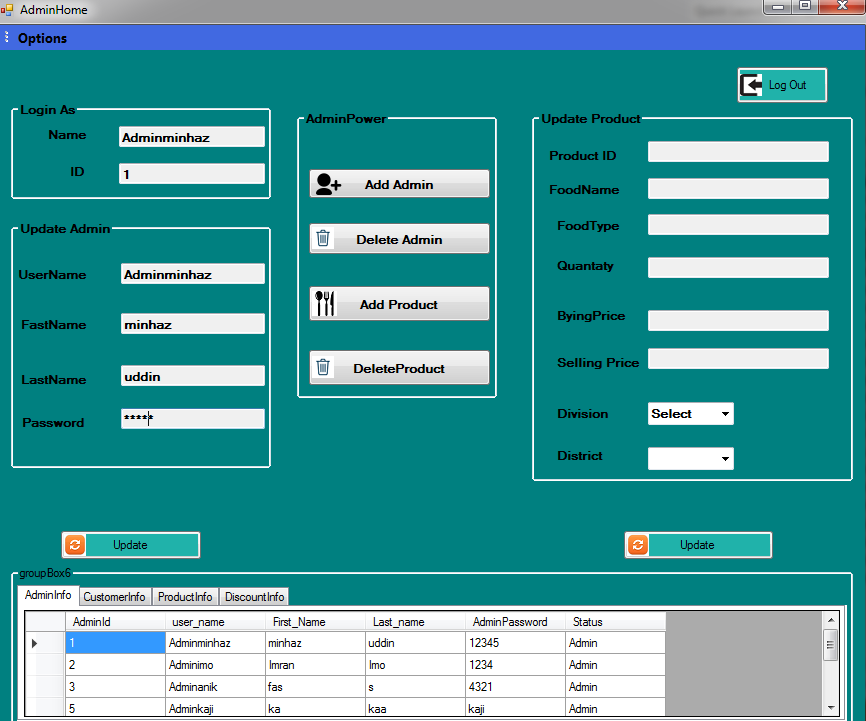 AdminHome
Options
Log Out
Login As
Name Adminminhaz
ID 1
Update Admin
UserName Adminminhaz
FastName minhaz
LastName uddin
Password *****
AdminPower
Add Admin
Delete Admin
Add Product
DeleteProduct
Update Product
Product ID
FoodName
FoodType
Quantaty
ByingPrice
Selling Price
Division Select
District
Update
Update
groupBox6
AdminInfo CustomerInfo ProductInfo DiscountInfo
AdminId user_name First_Name Last_name AdminPassword Status
1 Adminminhaz minhaz uddin 12345 Admin
2 Adminimo Imran Imo 1234 Admin
3 Adminanik fas s 4321 Admin
5 Adminkaji ka kaa kaji Admin